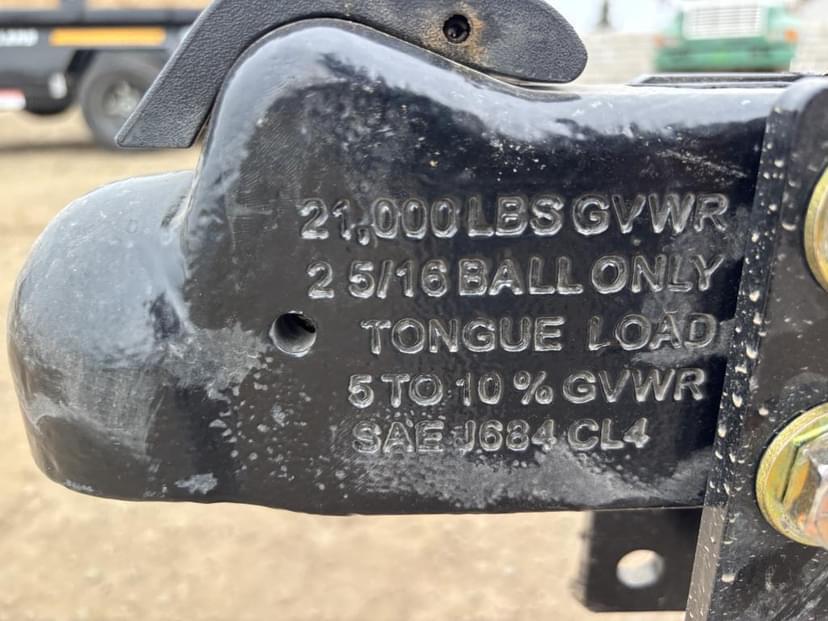 21,000 LBS GVWR
2 5/16 BALL ONLY
TONGUE LOAD
5 TO 10 % GVWR
SAE J684 CL4